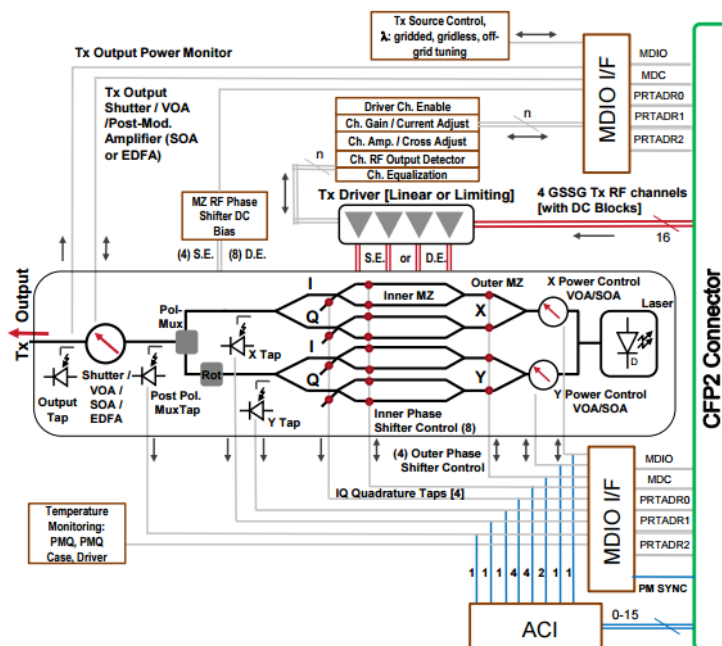 Tx Source Control,
λ: gridded, gridless, off-
grid tuning
Tx Output Power Monitor
MDIO I/F
MDIO
MDC
PRTADR0
PRTADR1
PRTADR2
Tx Output
Shutter / VOA
/Post-Mod.
Amplifier (SOA
or EDFA)
Driver Ch. Enable
Ch. Gain / Current Adjust
Ch. Amp. / Cross Adjust
Ch. RF Output Detector
Ch. Equalization
n
n
Tx Driver [Linear or Limiting]
4 GSSG Tx RF channels
[with DC Blocks]
16
MZ RF Phase
Shifter DC
Bias
(4) S.E. (8) D.E.
S.E. or D.E.
CFP2 Connector
Tx Output
Pol-
Mux
I
Q
I
Q
Inner MZ
Outer MZ
X
Y
X Power Control
VOA/SOA
Laser
D
Rot
X Tap
Y Tap
Output
Tap
Shutter /
VOA /
SOA /
EDFA
Post Pol.
MuxTap
Y Power Control
VOA/SOA
Inner Phase
Shifter Control (8)
(4) Outer Phase
Shifter Control
IQ Quadrature Taps [4]
Temperature
Monitoring:
PMQ, PMQ
Case, Driver
MDIO I/F
MDIO
MDC
PRTADR0
PRTADR1
PRTADR2
PM SYNC
1 1 1 4 4 2 1 1
ACI
0-15